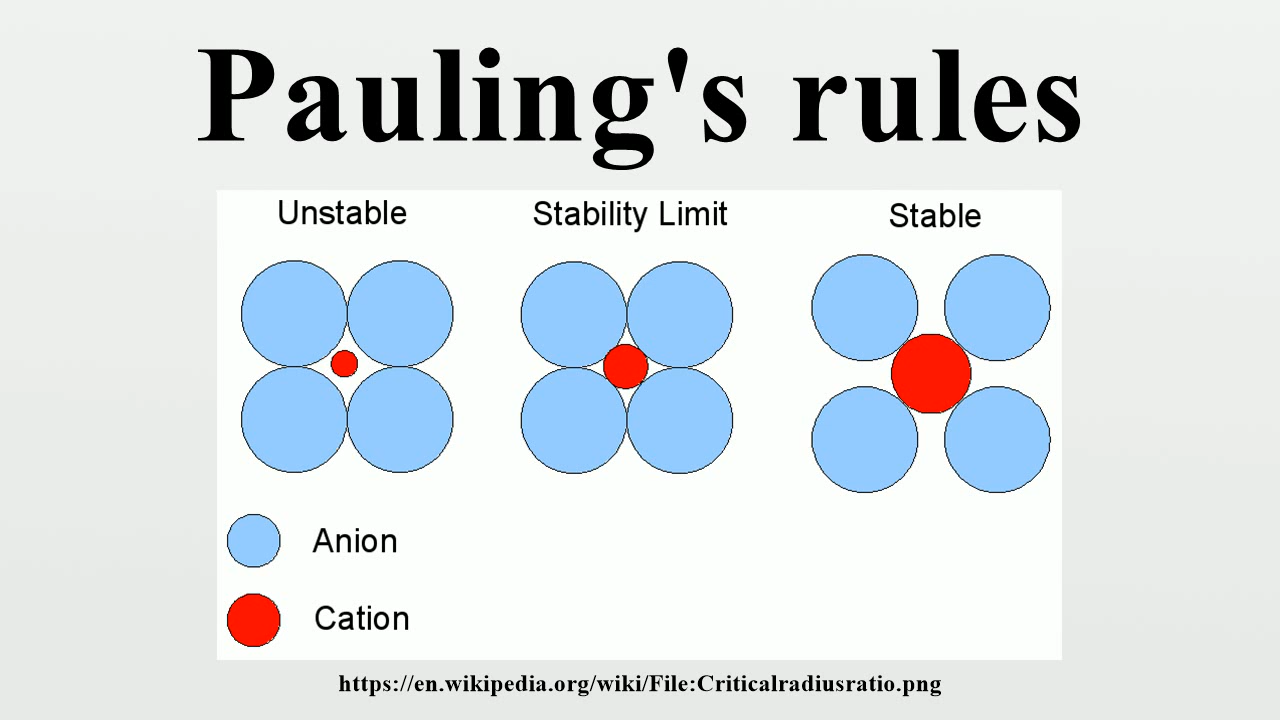 Pauling's rules
Unstable
Stability Limit
Stable
Anion
Cation
https://en.wikipedia.org/wiki/File:Criticalradiusratio.png